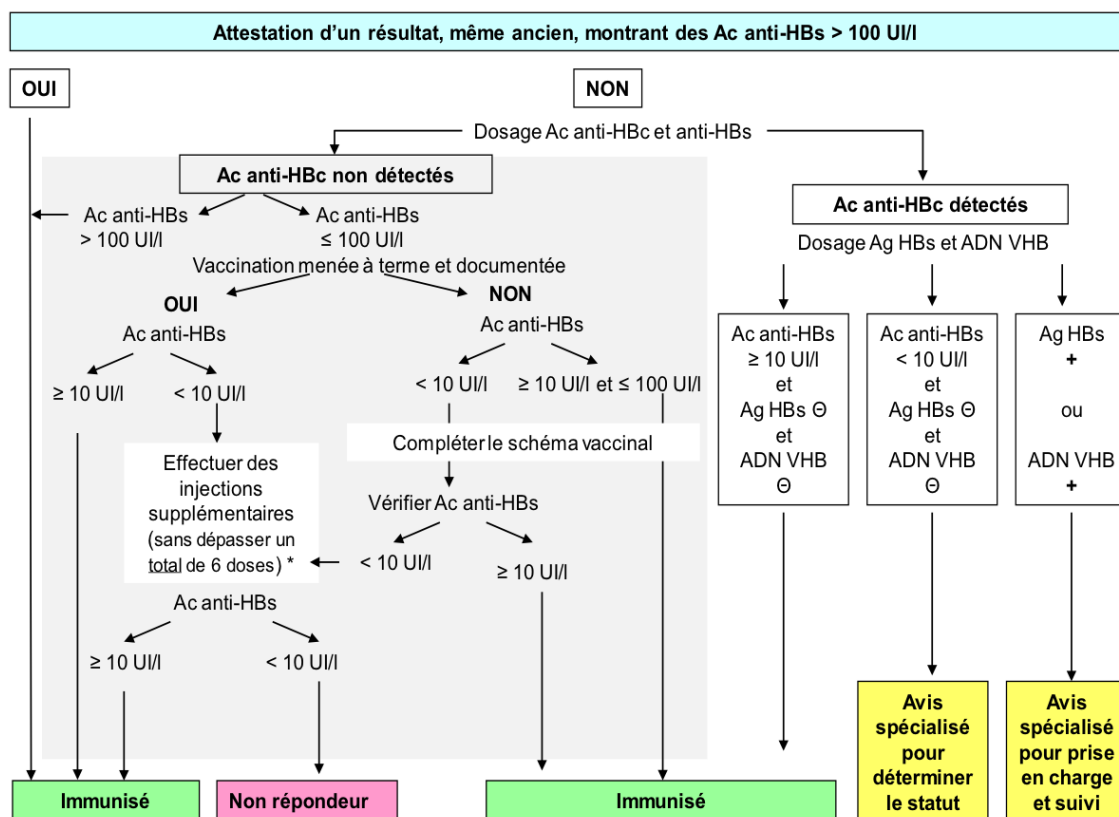 Attestation d'un résultat, même ancien, montrant des Ac anti-HBs > 100 UI/l
OUI
NON
Dosage Ac anti-HBc et anti-HBs
Ac anti-HBc non détectés
Ac anti-HBs
> 100 UI/l
Ac anti-HBs
≤ 100 UI/l
Vaccination menée à terme et documentée
OUI
Ac anti-HBs
≥ 10 UI/l
< 10 UI/l
NON
Ac anti-HBs
< 10 UI/l
≥ 10 UI/l et ≤ 100 UI/l
Effectuer des
injections
supplémentaires
(sans dépasser un
total de 6 doses) *
Compléter le schéma vaccinal
Vérifier Ac anti-HBs
< 10 UI/l
≥ 10 UI/l
Ac anti-HBs
≥ 10 UI/l
< 10 UI/l
Ac anti-HBc détectés
Dosage Ag HBs et ADN VHB
Ac anti-HBs
≥ 10 UI/l
et
Ag HBs Θ
et
ADN VHB
Θ
Ac anti-HBs
< 10 UI/l
et
Ag HBs Θ
et
ADN VHB
Θ
Ag HBs
+
ou
ADN VHB
+
Immunisé
Non répondeur
Immunisé
Avis
spécialisé
pour
déterminer
le statut
Avis
spécialisé
pour prise
en charge
et suivi